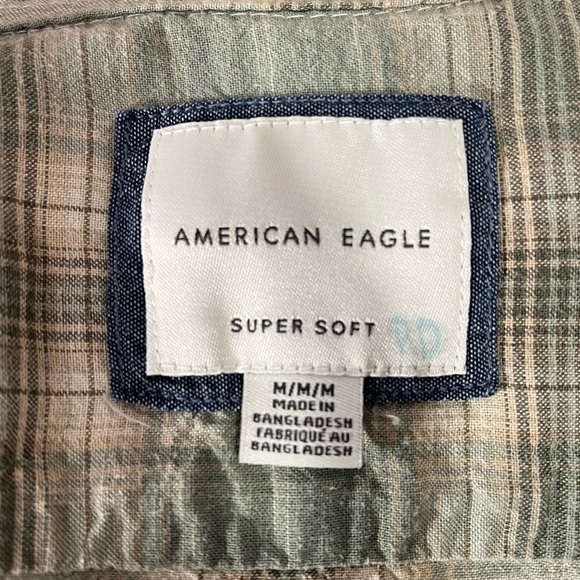 AMERICAN EAGLE
SUPER SOFT
M/M/M
MADE IN
BANGLADESH
FABRIQUÉ AU
BANGLADESH